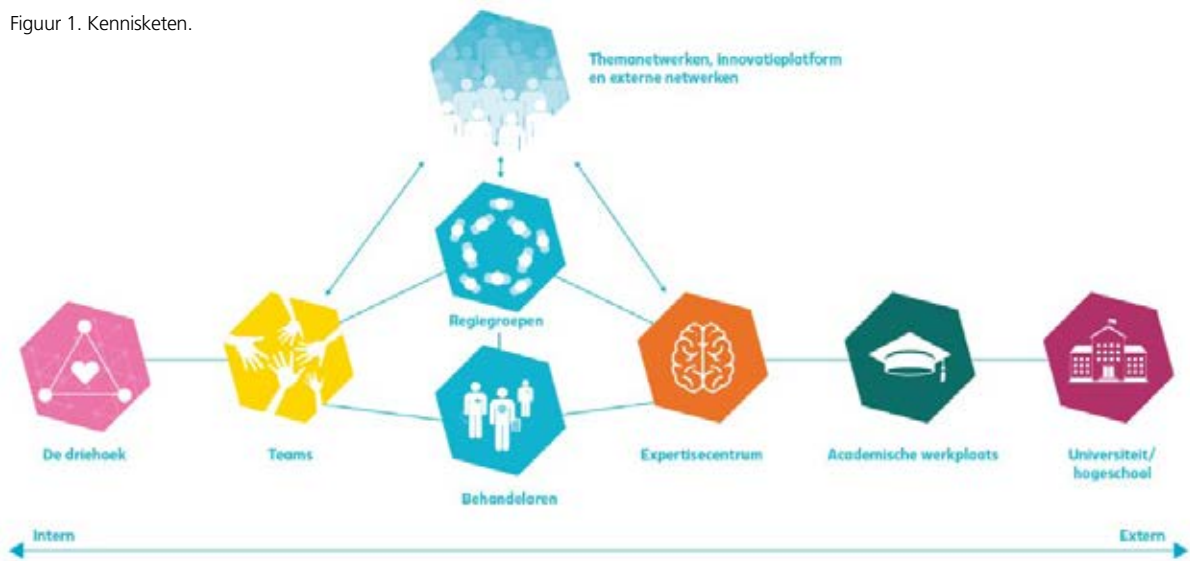 Figuur 1. Kennisketen.
Themanetwerken, innovatieplatform
en externe netwerken
Regiegroepen
De driehoek
Teams
Behandelaren
Expertisecentrum
Academische werkplaats
Universiteit/
hogeschool
Intern
Extern